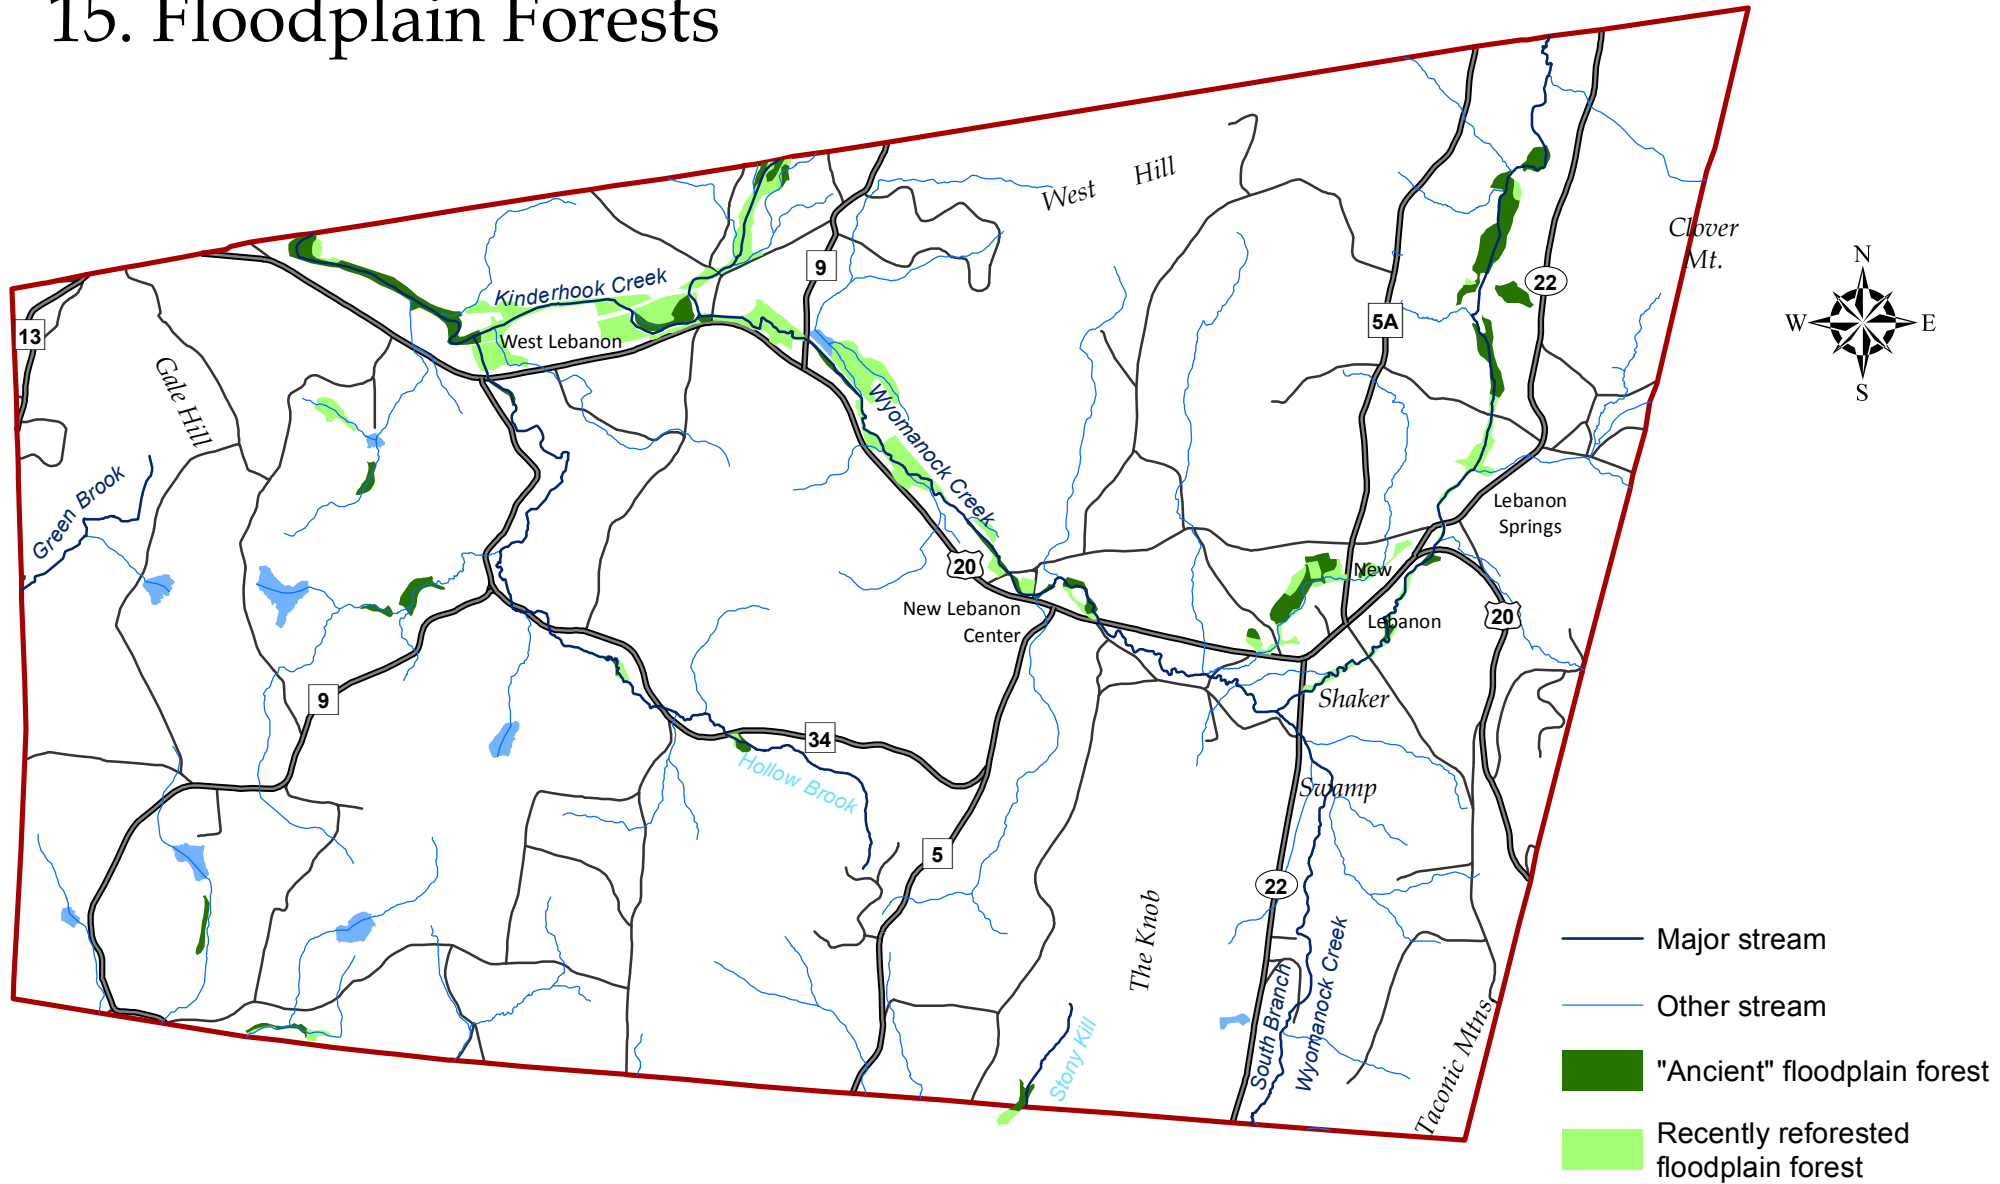 15. Floodplain Forests
West Hill
Clover
Mt.
N
W E
S
9
22
5A
13
Kinderhook Creek
West Lebanon
Gale Hill
Wyomanock Creek
Green Brook
Lebanon
Springs
20
New
Lebanon
New Lebanon
Center
20
9
Shaker
Swamp
34
Hollow Brook
5
22
The Knob
South Branch
Wyomanock Creek
Stony Kill
Taconic Mtns
Major stream
Other stream
"Ancient" floodplain forest
Recently reforested
floodplain forest